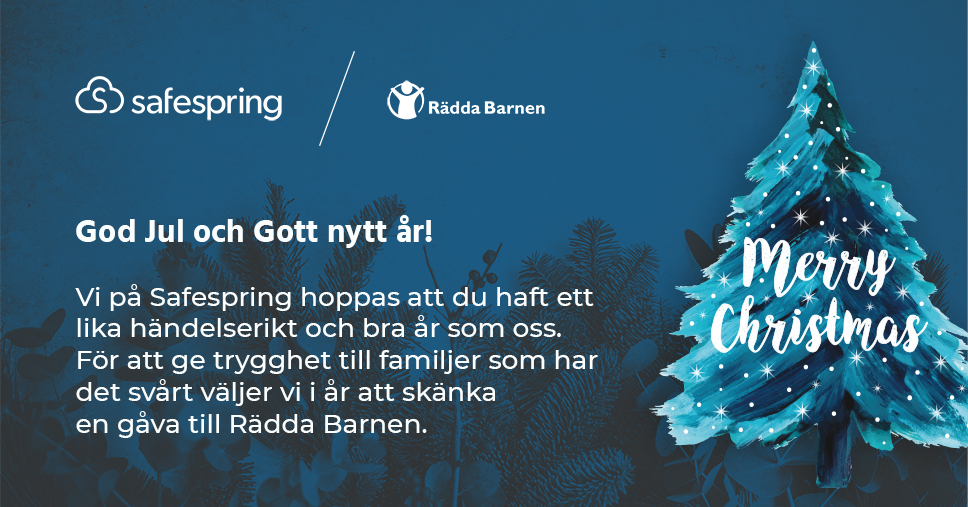 safespring
Rädda Barnen
God Jul och Gott nytt år!
Vi på Safespring hoppas att du haft ett
lika händelserikt och bra år som oss.
För att ge trygghet till familjer som har
det svårt väljer vi i år att skänka
en gåva till Rädda Barnen.
Merry
Christmas